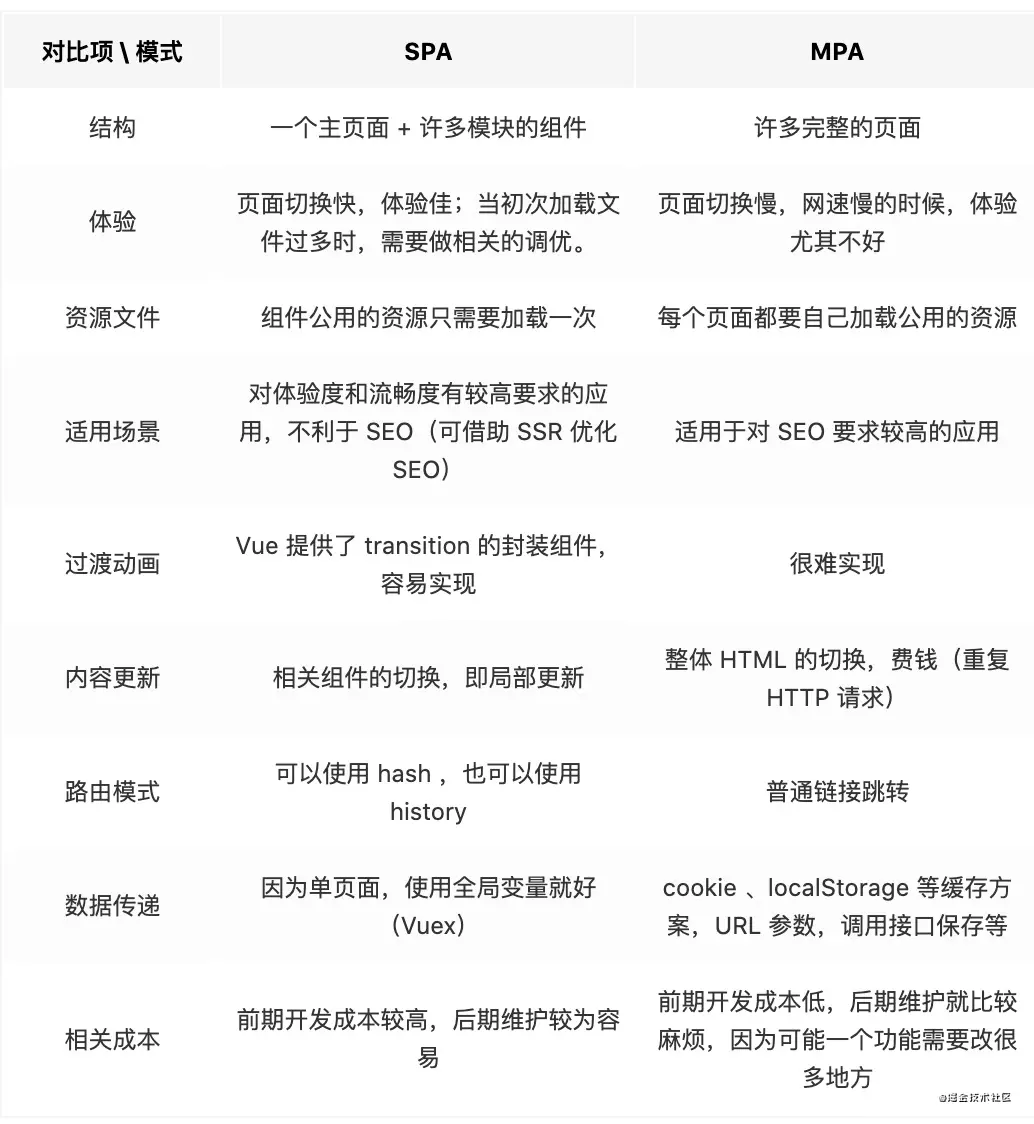 对比项 \ 模式 SPA MPA
结构 一个主页面 + 许多模块的组件 许多完整的页面
体验 页面切换快，体验佳；当初次加载文
件过多时，需要做相关的调优。
页面切换慢，网速慢的时候，体验
尤其不好
资源文件 组件公用的资源只需要加载一次 每个页面都要自己加载公用的资源
适用场景 对体验度和流畅度有较高要求的应
用，不利于 SEO（可借助 SSR 优化
SEO）
适用于对 SEO 要求较高的应用
过渡动画 Vue 提供了 transition 的封装组件，
容易实现
很难实现
内容更新 相关组件的切换，即局部更新
整体 HTML 的切换，费钱（重复
HTTP 请求）
路由模式 可以使用 hash ，也可以使用
history
普通链接跳转
数据传递 因为单页面，使用全局变量就好
（Vuex）
cookie 、localStorage 等缓存方
案，URL 参数，调用接口保存等
相关成本 前期开发成本较高，后期维护较为容
易
前期开发成本低，后期维护就比较
麻烦，因为可能一个功能需要改很
多地方
@掘金技术社区